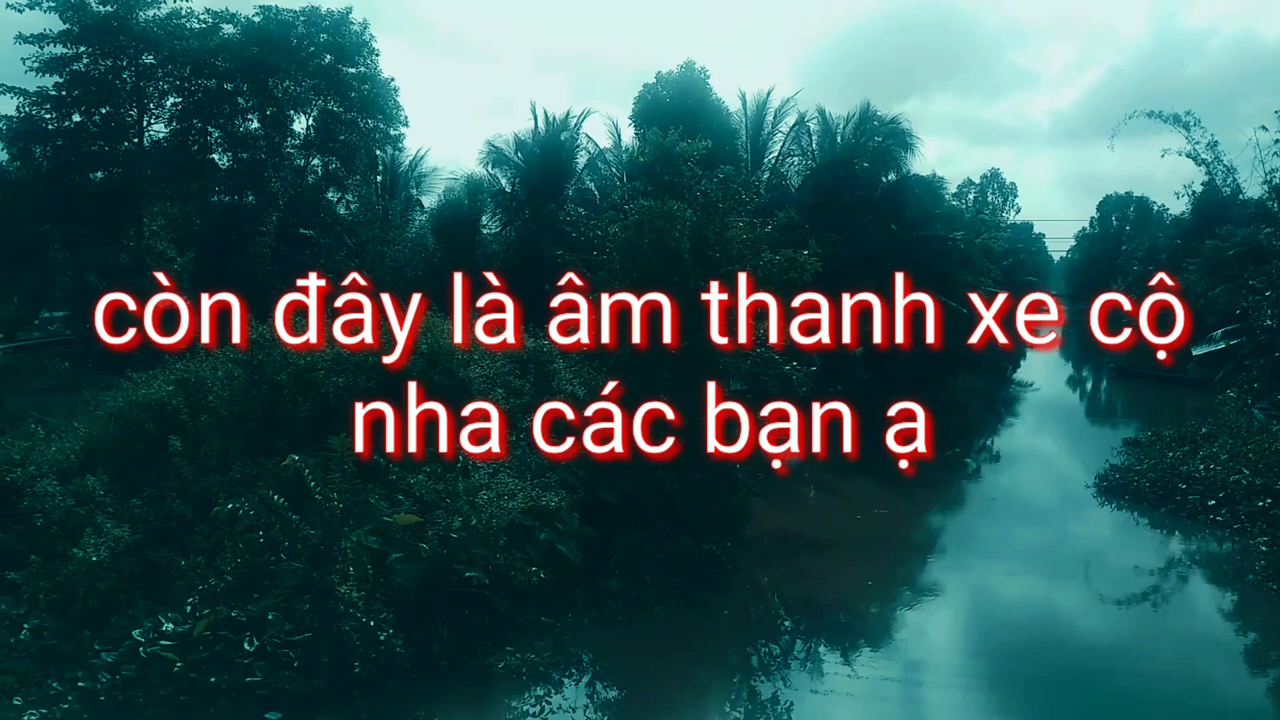 còn đây là âm thanh xe cộ
nha các bạn ạ